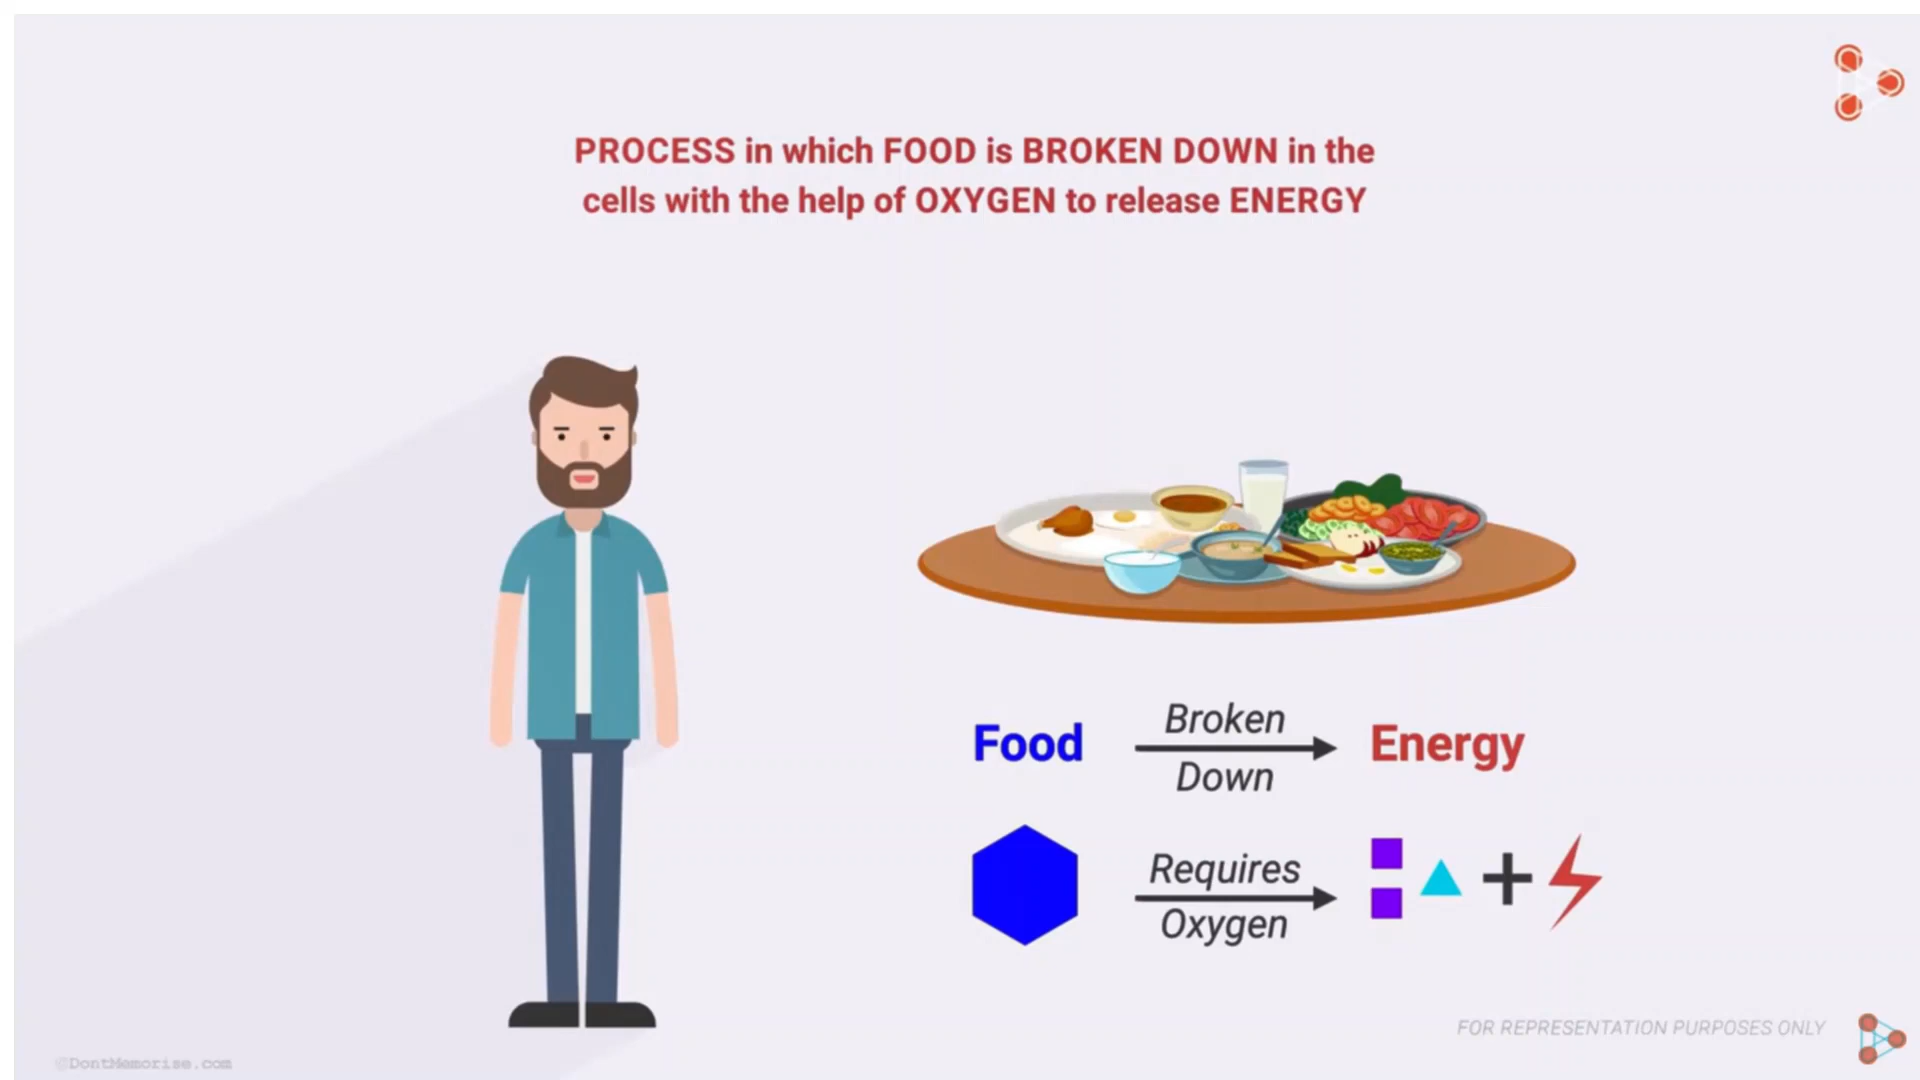 PROCESS in which FOOD is BROKEN DOWN in the
cells with the help of OXYGEN to release ENERGY
Food
Broken
Down
Energy
Requires
Oxygen
FOR REPRESENTATION PURPOSES ONLY
©DontMemorise.com